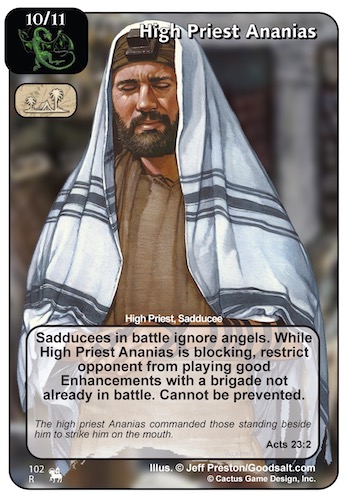 10/11
High Priest Ananias
High Priest, Sadducee
Sadducees in battle ignore angels. While
High Priest Ananias is blocking, restrict
opponent from playing good
Enhancements with a brigade not
already in battle. Cannot be prevented.
The high priest Ananias commanded those standing beside
him to strike him on the mouth.
Acts 23:2
102
R
Illus. © Jeff Preston/Goodsalt.com
© Cactus Game Design, Inc.